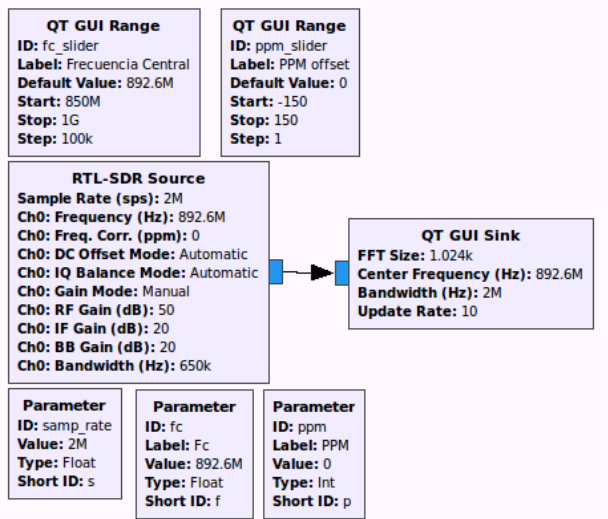 QT GUI Range
ID: fc_slider
Label: Frecuencia Central
Default Value: 892.6M
Start: 850M
Stop: 1G
Step: 100k
QT GUI Range
ID: ppm_slider
Label: PPM offset
Default Value: 0
Start: -150
Stop: 150
Step: 1
RTL-SDR Source
Sample Rate (sps): 2M
Ch0: Frequency (Hz): 892.6M
Ch0: Freq. Corr. (ppm): 0
Ch0: DC Offset Mode: Automatic
Ch0: IQ Balance Mode: Automatic
Ch0: Gain Mode: Manual
Ch0: RF Gain (dB): 50
Ch0: IF Gain (dB): 20
Ch0: BB Gain (dB): 20
Ch0: Bandwidth (Hz): 650k
QT GUI Sink
FFT Size: 1.024k
Center Frequency (Hz): 892.6M
Bandwidth (Hz): 2M
Update Rate: 10
Parameter
ID: samp_rate
Value: 2M
Type: Float
Short ID: s
Parameter
ID: fc
Label: Fc
Value: 892.6M
Type: Float
Short ID: f
Parameter
ID: ppm
Label: PPM
Value: 0
Type: Int
Short ID: p